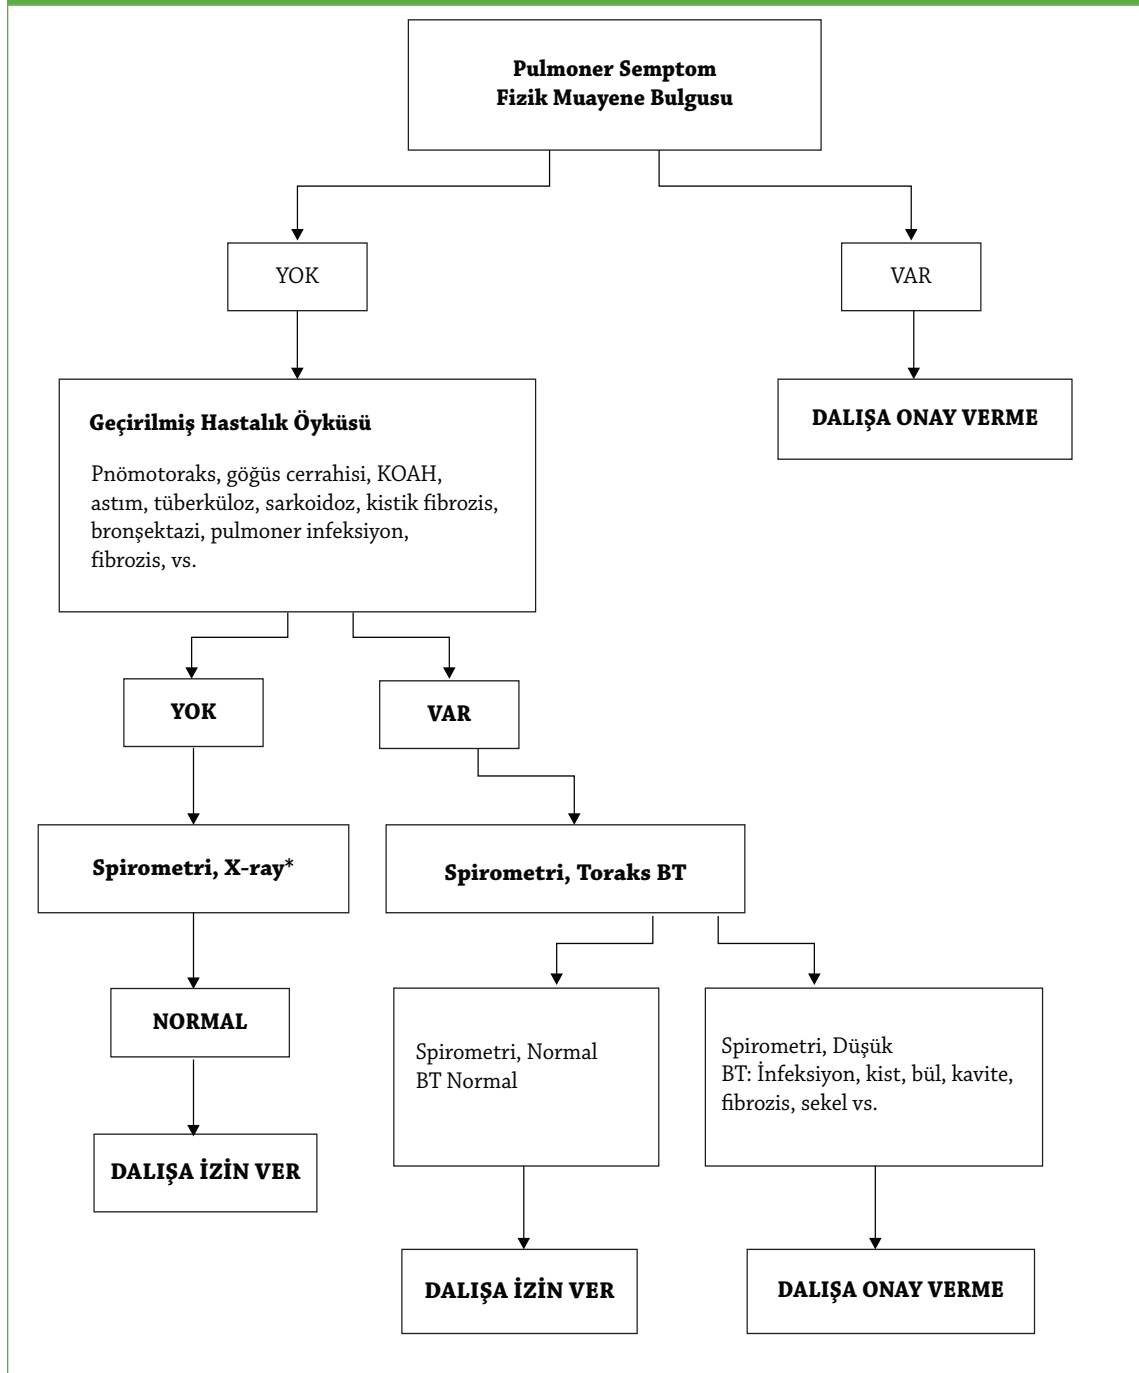 Pulmoner Semptom
Fizik Muayene Bulgusu
YOK
VAR
DALIŞA ONAY VERME
Geçirilmiş Hastalık Öyküsü
Pnömotoraks, göğüs cerrahisi, KOAH,
astım, tüberküloz, sarkoidoz, kistik fibrozis,
bronşektazi, pulmoner infeksiyon,
fibrozis, vs.
YOK
VAR
Spirometri, X-ray*
Spirometri, Toraks BT
NORMAL
Spirometri, Normal
BT Normal
Spirometri, Düşük
BT: İnfeksiyon, kist, bül, kavite,
fibrozis, sekel vs.
DALIŞA İZİN VER
DALIŞA İZİN VER
DALIŞA ONAY VERME